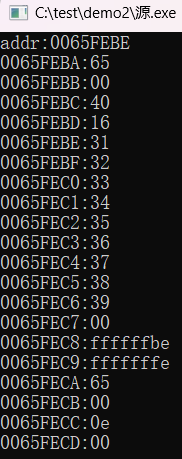 C:\test\demo2\源.exe
addr:0065FEBE
0065FEBA:65
0065FEBB:00
0065FEBC:40
0065FEBD:16
0065FEBE:31
0065FEBF:32
0065FEC0:33
0065FEC1:34
0065FEC2:35
0065FEC3:36
0065FEC4:37
0065FEC5:38
0065FEC6:39
0065FEC7:00
0065FEC8:ffffffbe
0065FEC9:fffffffe
0065FECA:65
0065FECB:00
0065FECC:0e
0065FECD:00